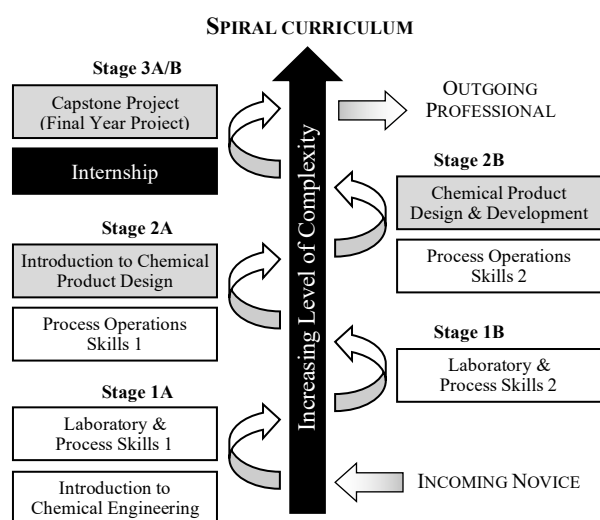 SPIRAL CURRICULUM
Stage 3A/B
Capstone Project
(Final Year Project)
Internship
OUTGOING
PROFESSIONAL
Stage 2B
Chemical Product
Design & Development
Process Operations
Skills 2
Stage 2A
Introduction to Chemical
Product Design
Process Operations
Skills 1
Increasing Level of Complexity
Stage 1B
Laboratory &
Process Skills 2
Stage 1A
Laboratory &
Process Skills 1
Introduction to
Chemical Engineering
INCOMING NOVICE